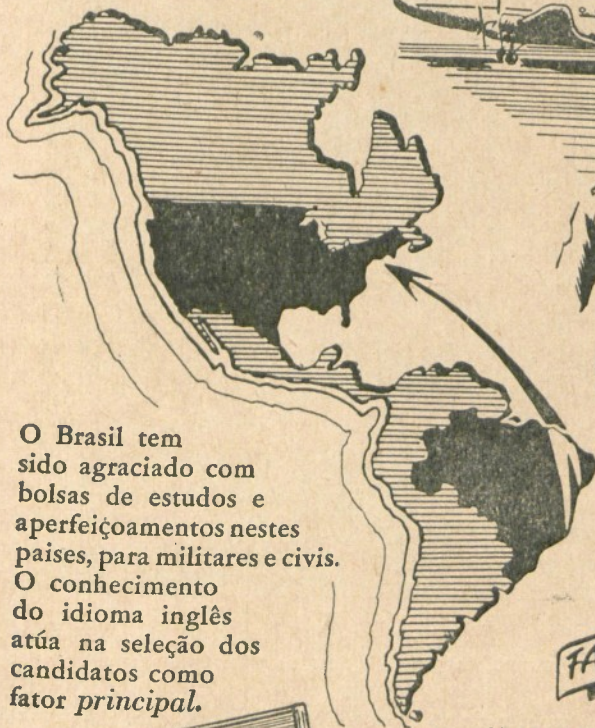 O Brasil tem
sido agraciado com
bolsas de estudos e
aperfeiçoamentos nestes
paises, para militares e civis.
O conhecimento
do idioma inglês
atúa na seleção dos
candidatos como
fator principal.
FA